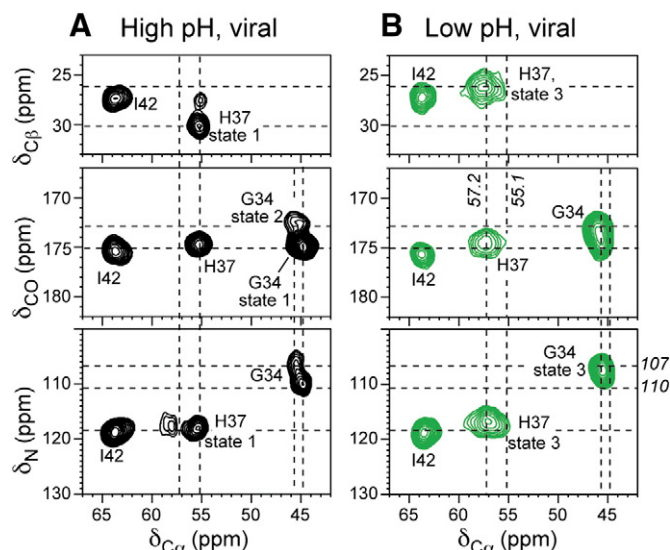 A High pH, viral
B Low pH, viral
25
30
δCβ (ppm)
I42
H37
state 1
I42
H37,
state 3
170
175
180
δCO (ppm)
G34
state 2
I42
H37
G34
state 1
57.2
55.1
G34
I42
H37
110
120
130
δN (ppm)
G34
H37
state 1
I42
G34
state 3
H37
state 3
I42
107
110
65 60 55 50 45
65 60 55 50 45
δCα (ppm)
δCα (ppm)